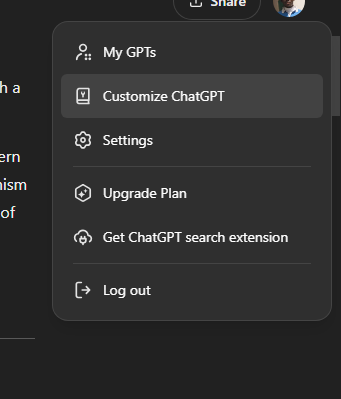 Share
h a
ern
nism
of
My GPTs
Customize ChatGPT
Settings
Upgrade Plan
Get ChatGPT search extension
Log out